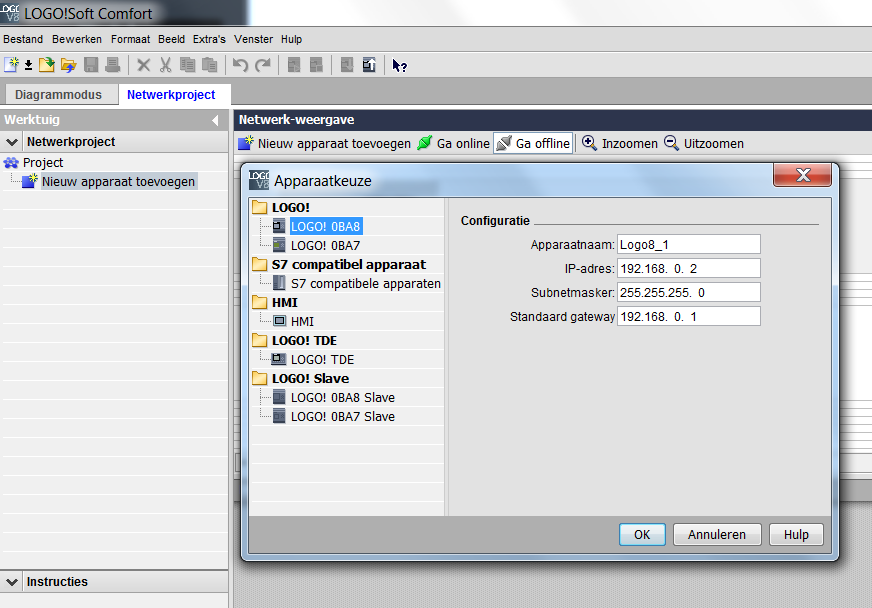 LOGO!Soft Comfort
Bestand Bewerken Formaat Beeld Extra's Venster Hulp
Diagrammodus Netwerkproject
Werktuig
Netwerkproject
Project
Nieuw apparaat toevoegen
Instructies
Netwerk-weergave
Nieuw apparaat toevoegen Ga online Ga offline Inzoomen Uitzoomen
Apparaatkeuze
LOGO!
LOGO! 0BA8
LOGO! 0BA7
S7 compatibel apparaat
S7 compatibele apparaten
HMI
HMI
LOGO! TDE
LOGO! TDE
LOGO! Slave
LOGO! 0BA8 Slave
LOGO! 0BA7 Slave
Configuratie
Apparaatnaam: Logo8_1
IP-adres: 192.168. 0. 2
Subnetmasker: 255.255.255. 0
Standaard gateway 192.168. 0. 1
OK Annuleren Hulp